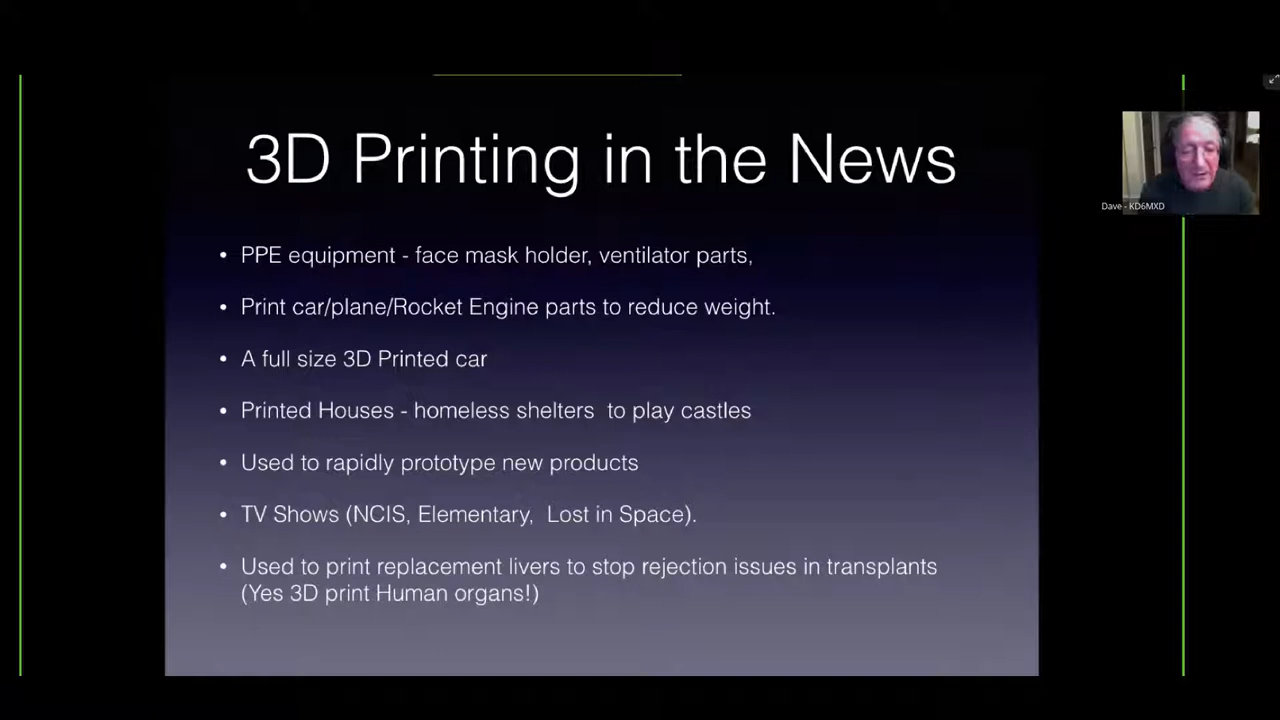 3D Printing in the News
• PPE equipment - face mask holder, ventilator parts,
• Print car/plane/Rocket Engine parts to reduce weight.
• A full size 3D Printed car
• Printed Houses - homeless shelters  to play castles
• Used to rapidly prototype new products
• TV Shows (NCIS, Elementary,  Lost in Space).
• Used to print replacement livers to stop rejection issues in transplants
(Yes 3D print Human organs!)
Dave - KD6MXD